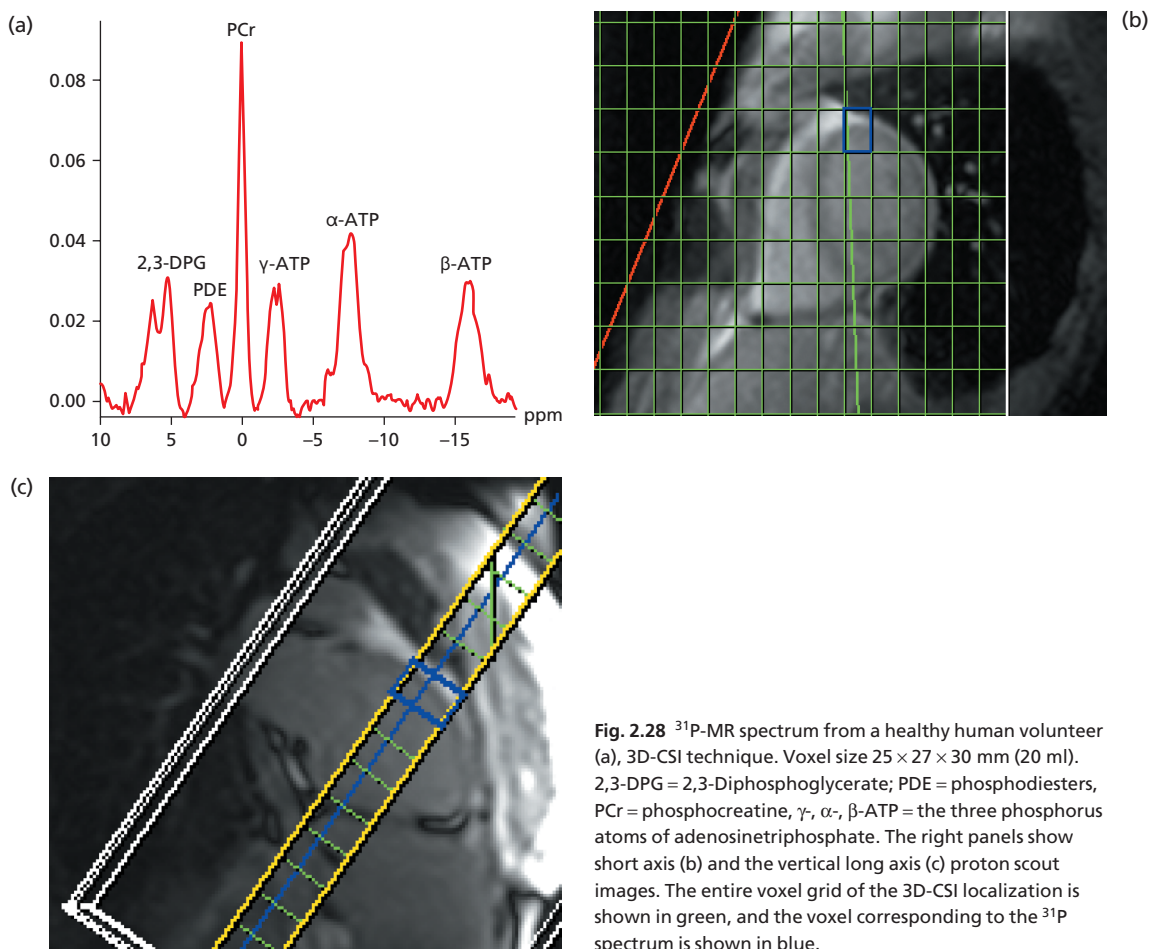 (a)
PCr
0.08
0.06
α-ATP
0.04
2,3-DPG
PDE
γ-ATP
β-ATP
0.02
0.00
ppm
10 5 0 −5 −10 −15
(b)
(c)
Fig. 2.28 ³¹P-MR spectrum from a healthy human volunteer
(a), 3D-CSI technique. Voxel size 25 × 27 × 30 mm (20 ml).
2,3-DPG = 2,3-Diphosphoglycerate; PDE = phosphodiesters,
PCr = phosphocreatine, γ-, α-, β-ATP = the three phosphorus
atoms of adenosinetriphosphate. The right panels show
short axis (b) and the vertical long axis (c) proton scout
images. The entire voxel grid of the 3D-CSI localization is
shown in green, and the voxel corresponding to the ³¹P
spectrum is shown in blue.